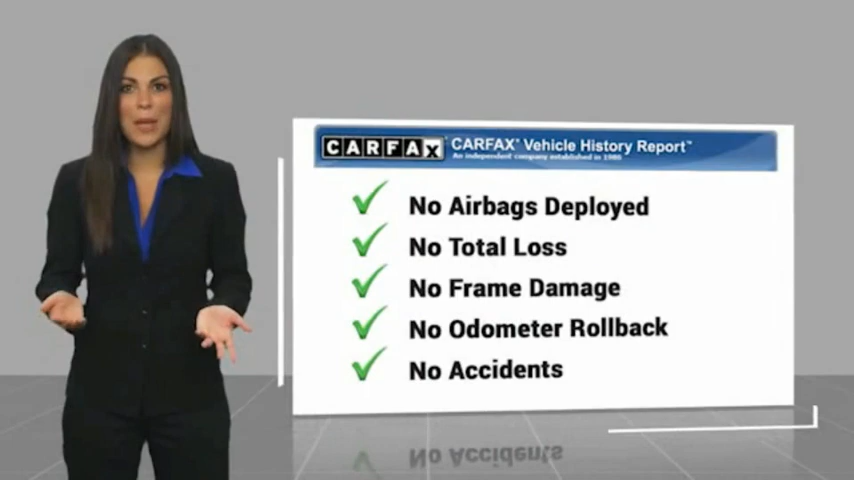 CARFAX CARFAX™ Vehicle History Report™
An independent company established in 1986
No Airbags Deployed
No Total Loss
No Frame Damage
No Odometer Rollback
No Accidents
No Accidents